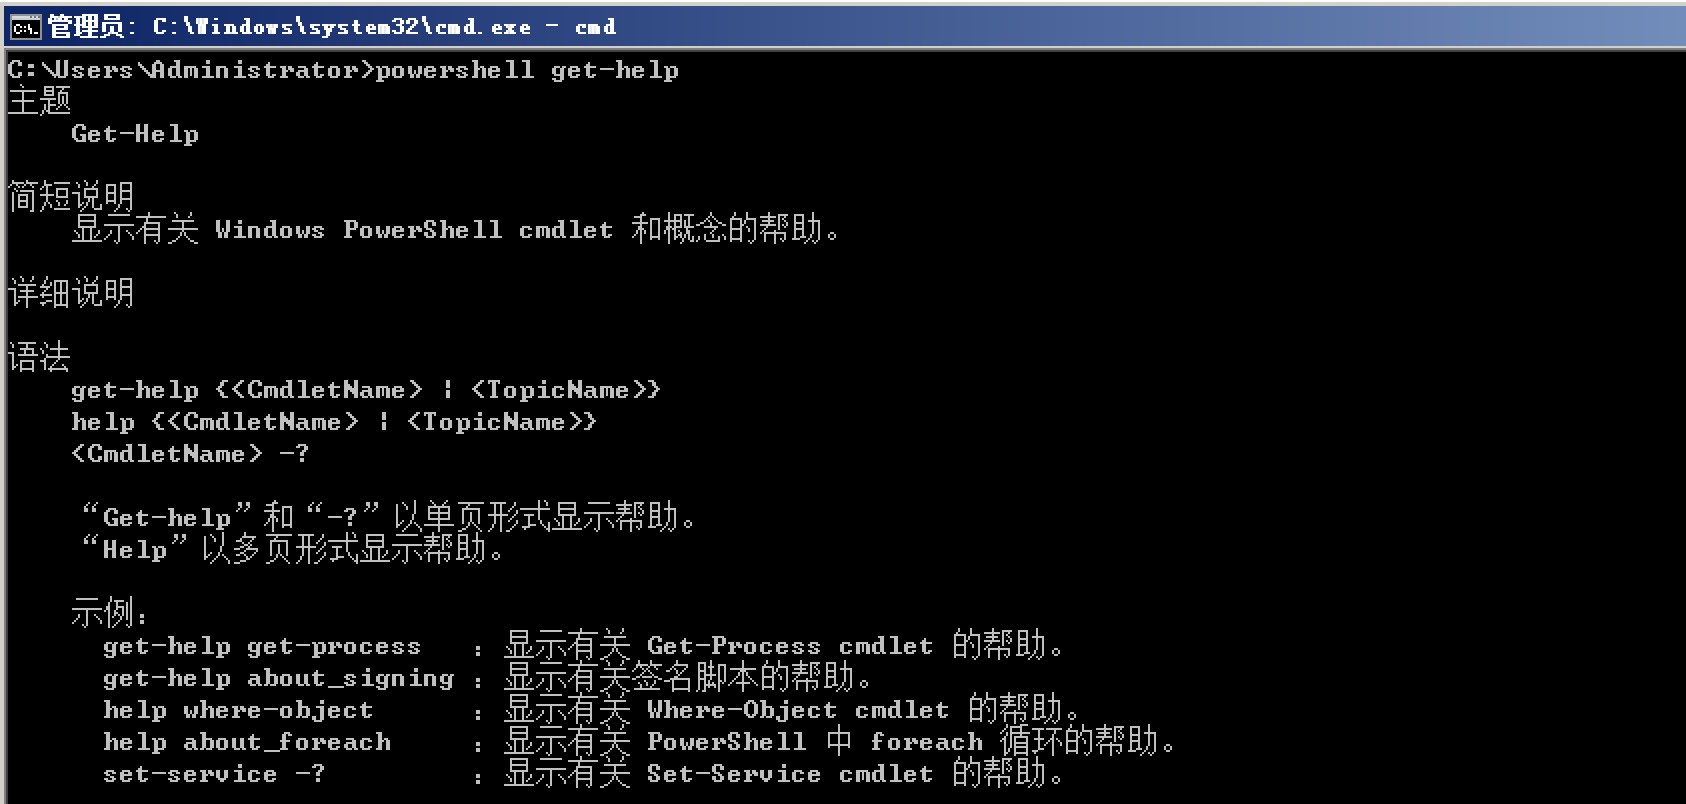 管理员: C:\Windows\system32\cmd.exe - cmd
C:\Users\Administrator>powershell get-help
主题
Get-Help
简短说明
显示有关 Windows PowerShell cmdlet 和概念的帮助。
详细说明
语法
get-help {<CmdletName> | <TopicName>}
help {<CmdletName> | <TopicName>}
<CmdletName> -?
“Get-help”和“-?”以单页形式显示帮助。
“Help”以多页形式显示帮助。
示例:
get-help get-process : 显示有关 Get-Process cmdlet 的帮助。
get-help about_signing : 显示有关签名脚本的帮助。
help where-object : 显示有关 Where-Object cmdlet 的帮助。
help about_foreach : 显示有关 PowerShell 中 foreach 循环的帮助。
set-service -? : 显示有关 Set-Service cmdlet 的帮助。